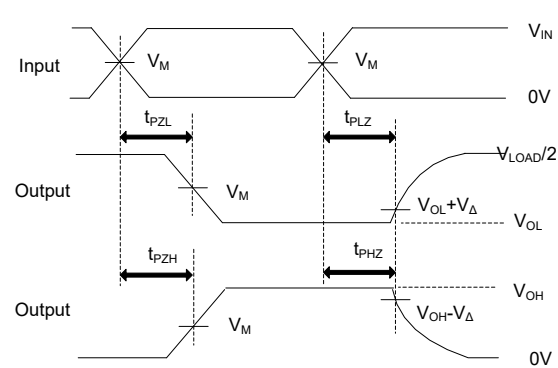 V_IN
Input
V_M
V_M
0V
t_PZL
t_PLZ
V_LOAD/2
Output
V_M
V_OL+V_Δ
V_OL
t_PZH
t_PHZ
V_OH
Output
V_M
V_OH-V_Δ
0V